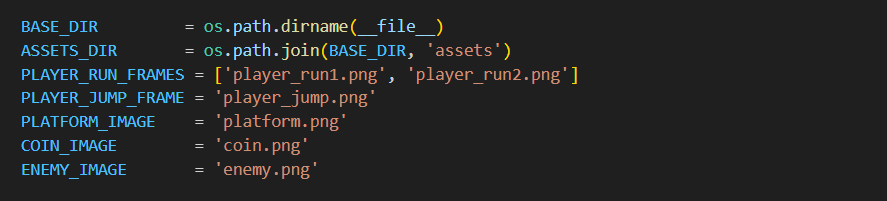 BASE_DIR        = os.path.dirname(__file__)
ASSETS_DIR      = os.path.join(BASE_DIR, 'assets')
PLAYER_RUN_FRAMES = ['player_run1.png', 'player_run2.png']
PLAYER_JUMP_FRAME = 'player_jump.png'
PLATFORM_IMAGE    = 'platform.png'
COIN_IMAGE        = 'coin.png'
ENEMY_IMAGE       = 'enemy.png'